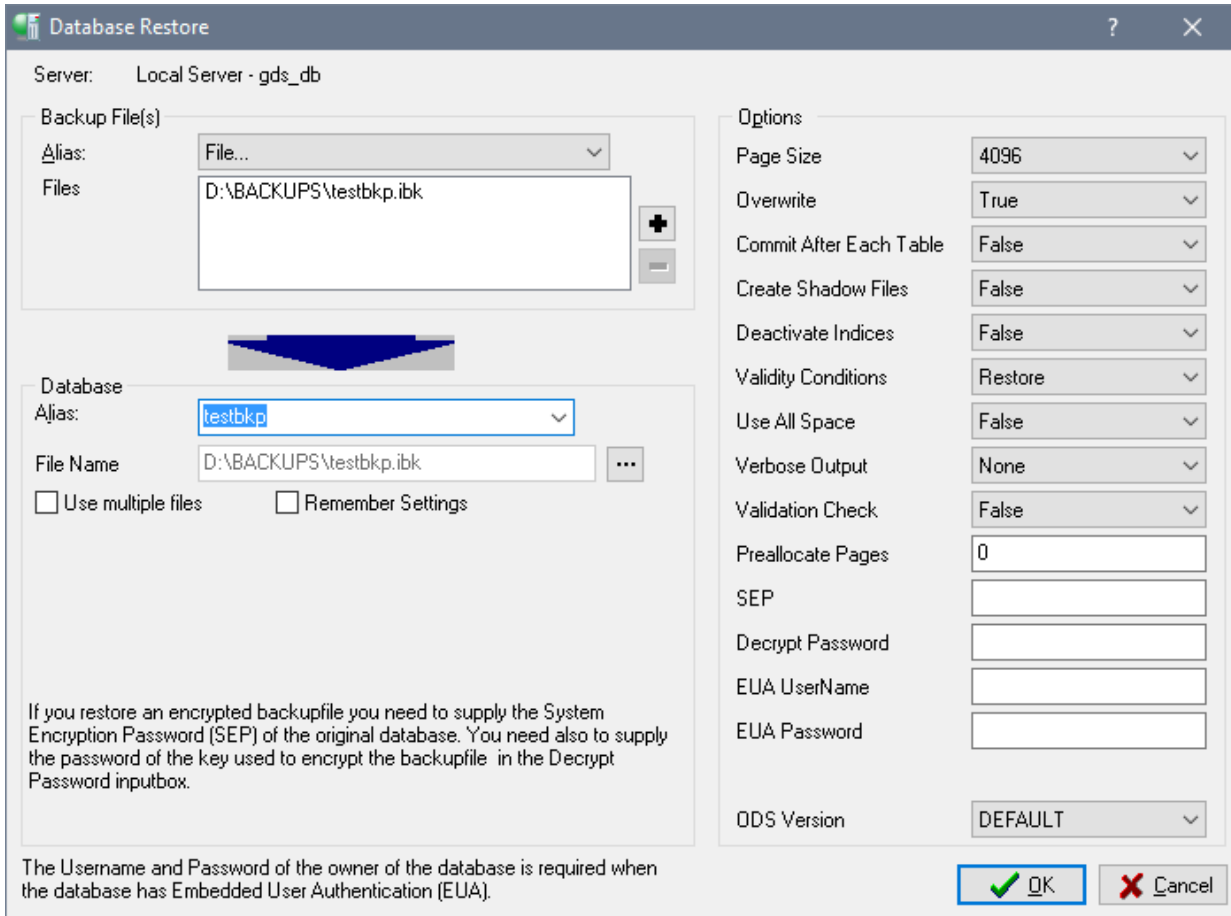 Database Restore
?
Server: Local Server - gds_db
Backup File(s)
Alias: File...
Files D:\BACKUPS\testbkp.ibk
Database
Alias: testbkp
File Name D:\BACKUPS\testbkp.ibk ...
Use multiple files Remember Settings
If you restore an encrypted backupfile you need to supply the System
Encryption Password (SEP) of the original database. You need also to supply
the password of the key used to encrypt the backupfile in the Decrypt
Password inputbox.
The Username and Password of the owner of the database is required when
the database has Embedded User Authentication (EUA).
Options
Page Size 4096
Overwrite True
Commit After Each Table False
Create Shadow Files False
Deactivate Indices False
Validity Conditions Restore
Use All Space False
Verbose Output None
Validation Check False
Preallocate Pages 0
SEP
Decrypt Password
EUA UserName
EUA Password
ODS Version DEFAULT
OK Cancel